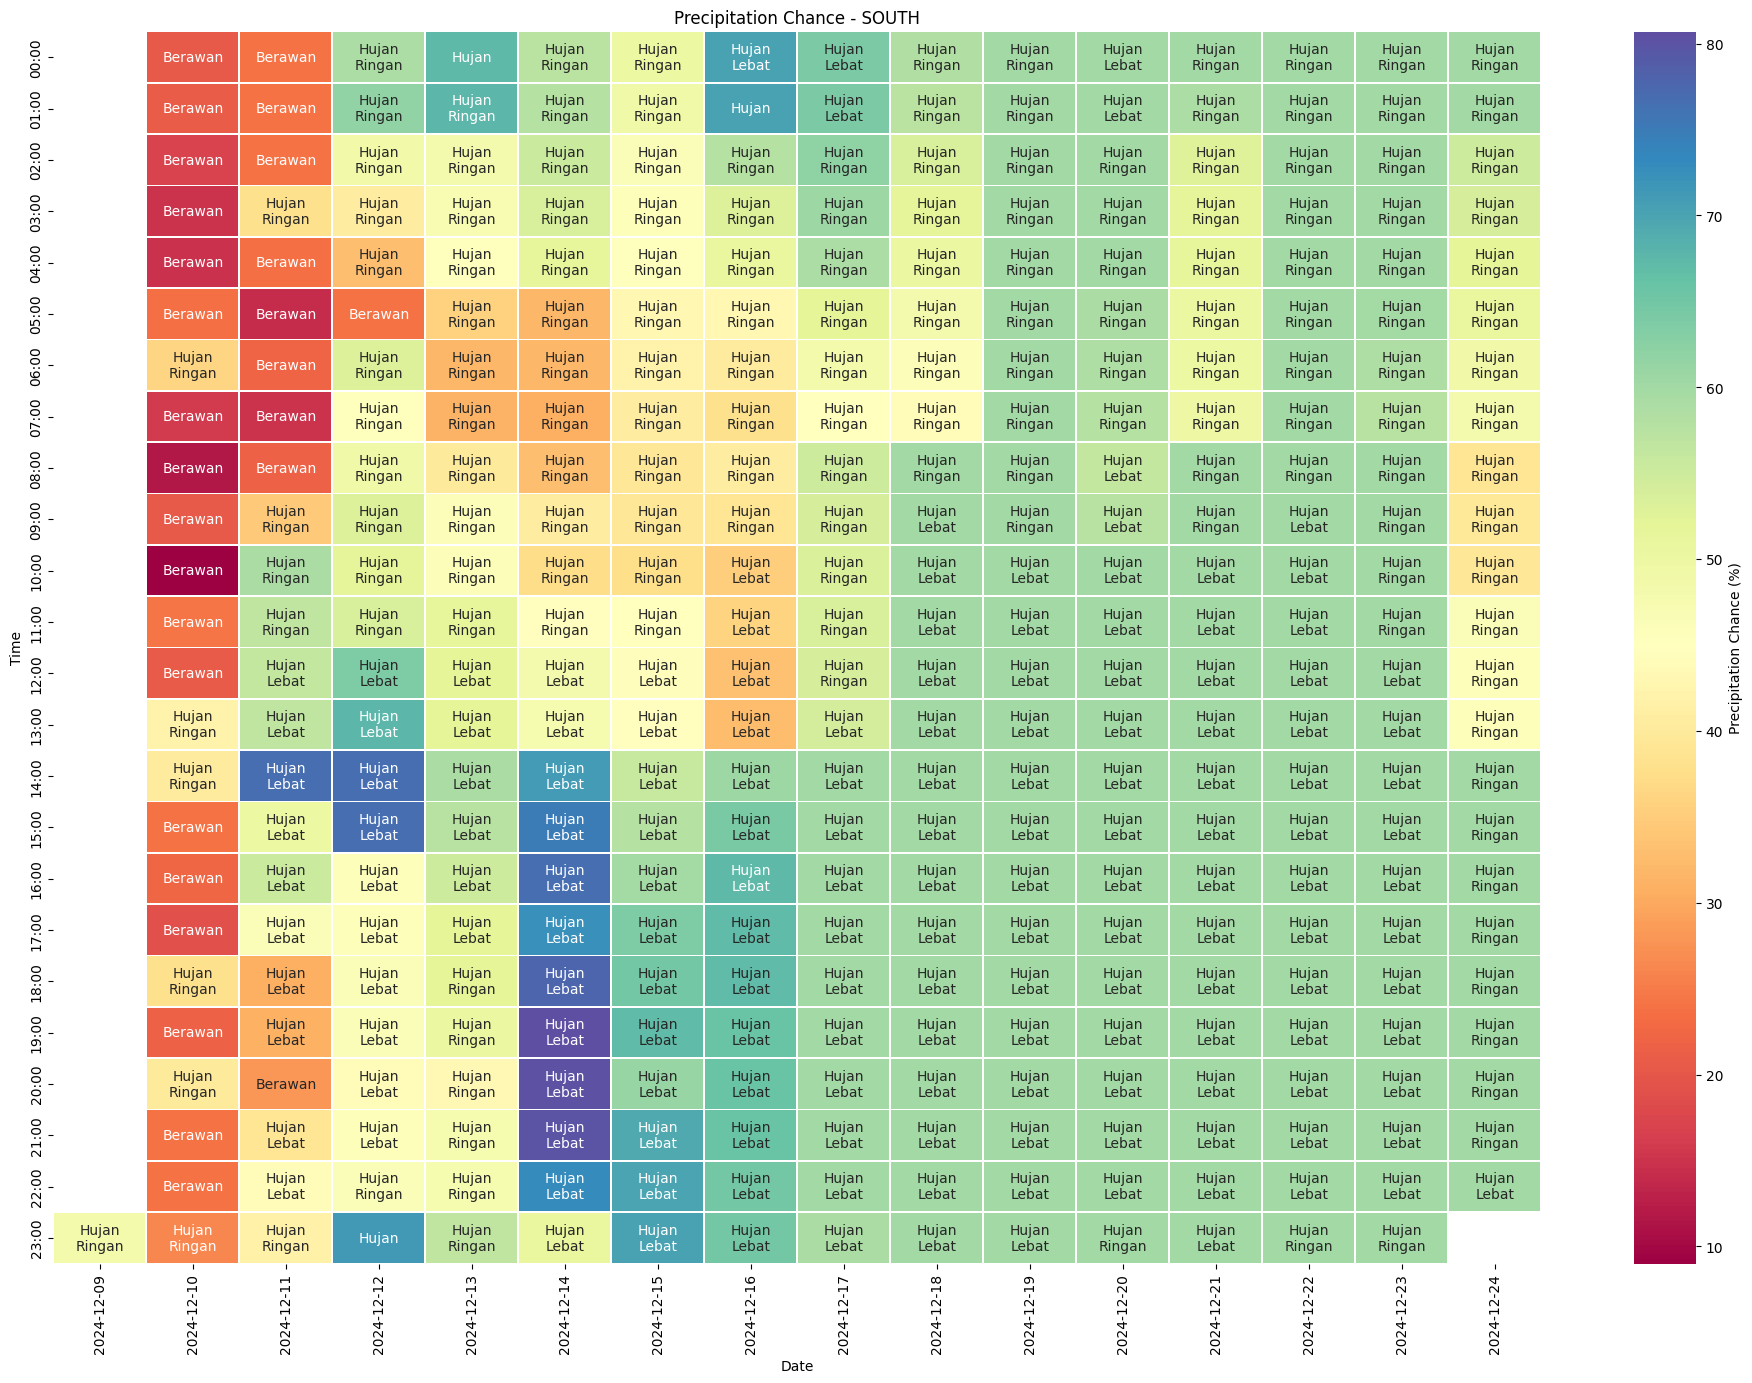 Precipitation Chance - SOUTH
00:00 Berawan Berawan Hujan Ringan Hujan Hujan Ringan Hujan Ringan Hujan Lebat Hujan Lebat Hujan Ringan Hujan Ringan Hujan Lebat Hujan Ringan Hujan Ringan Hujan Ringan Hujan Ringan
01:00 Berawan Berawan Hujan Ringan Hujan Ringan Hujan Ringan Hujan Ringan Hujan Hujan Lebat Hujan Ringan Hujan Ringan Hujan Lebat Hujan Ringan Hujan Ringan Hujan Ringan Hujan Ringan
02:00 Berawan Berawan Hujan Ringan Hujan Ringan Hujan Ringan Hujan Ringan Hujan Ringan Hujan Ringan Hujan Ringan Hujan Ringan Hujan Ringan Hujan Ringan Hujan Ringan Hujan Ringan Hujan Ringan
03:00 Berawan Hujan Ringan Hujan Ringan Hujan Ringan Hujan Ringan Hujan Ringan Hujan Ringan Hujan Ringan Hujan Ringan Hujan Ringan Hujan Ringan Hujan Ringan Hujan Ringan Hujan Ringan Hujan Ringan
04:00 Berawan Berawan Hujan Ringan Hujan Ringan Hujan Ringan Hujan Ringan Hujan Ringan Hujan Ringan Hujan Ringan Hujan Ringan Hujan Ringan Hujan Ringan Hujan Ringan Hujan Ringan Hujan Ringan
05:00 Berawan Berawan Berawan Hujan Ringan Hujan Ringan Hujan Ringan Hujan Ringan Hujan Ringan Hujan Ringan Hujan Ringan Hujan Ringan Hujan Ringan Hujan Ringan Hujan Ringan Hujan Ringan
06:00 Hujan Ringan Berawan Hujan Ringan Hujan Ringan Hujan Ringan Hujan Ringan Hujan Ringan Hujan Ringan Hujan Ringan Hujan Ringan Hujan Ringan Hujan Ringan Hujan Ringan Hujan Ringan Hujan Ringan
07:00 Berawan Berawan Hujan Ringan Hujan Ringan Hujan Ringan Hujan Ringan Hujan Ringan Hujan Ringan Hujan Ringan Hujan Ringan Hujan Ringan Hujan Ringan Hujan Ringan Hujan Ringan Hujan Ringan
08:00 Berawan Berawan Hujan Ringan Hujan Ringan Hujan Ringan Hujan Ringan Hujan Ringan Hujan Ringan Hujan Ringan Hujan Ringan Hujan Lebat Hujan Ringan Hujan Ringan Hujan Ringan Hujan Ringan
09:00 Berawan Hujan Ringan Hujan Ringan Hujan Ringan Hujan Ringan Hujan Ringan Hujan Ringan Hujan Ringan Hujan Lebat Hujan Ringan Hujan Lebat Hujan Ringan Hujan Lebat Hujan Ringan Hujan Ringan
10:00 Berawan Hujan Ringan Hujan Ringan Hujan Ringan Hujan Ringan Hujan Ringan Hujan Lebat Hujan Ringan Hujan Lebat Hujan Lebat Hujan Lebat Hujan Lebat Hujan Lebat Hujan Ringan Hujan Ringan
11:00 Berawan Hujan Ringan Hujan Ringan Hujan Ringan Hujan Ringan Hujan Ringan Hujan Lebat Hujan Ringan Hujan Lebat Hujan Lebat Hujan Lebat Hujan Lebat Hujan Lebat Hujan Ringan Hujan Ringan
12:00 Berawan Hujan Lebat Hujan Lebat Hujan Lebat Hujan Lebat Hujan Lebat Hujan Lebat Hujan Ringan Hujan Lebat Hujan Lebat Hujan Lebat Hujan Lebat Hujan Lebat Hujan Lebat Hujan Ringan
13:00 Hujan Ringan Hujan Lebat Hujan Lebat Hujan Lebat Hujan Lebat Hujan Lebat Hujan Lebat Hujan Lebat Hujan Lebat Hujan Lebat Hujan Lebat Hujan Lebat Hujan Lebat Hujan Lebat Hujan Ringan
14:00 Hujan Ringan Hujan Lebat Hujan Lebat Hujan Lebat Hujan Lebat Hujan Lebat Hujan Lebat Hujan Lebat Hujan Lebat Hujan Lebat Hujan Lebat Hujan Lebat Hujan Lebat Hujan Lebat Hujan Ringan
15:00 Berawan Hujan Lebat Hujan Lebat Hujan Lebat Hujan Lebat Hujan Lebat Hujan Lebat Hujan Lebat Hujan Lebat Hujan Lebat Hujan Lebat Hujan Lebat Hujan Lebat Hujan Lebat Hujan Ringan
16:00 Berawan Hujan Lebat Hujan Lebat Hujan Lebat Hujan Lebat Hujan Lebat Hujan Lebat Hujan Lebat Hujan Lebat Hujan Lebat Hujan Lebat Hujan Lebat Hujan Lebat Hujan Lebat Hujan Ringan
17:00 Berawan Hujan Lebat Hujan Lebat Hujan Lebat Hujan Lebat Hujan Lebat Hujan Lebat Hujan Lebat Hujan Lebat Hujan Lebat Hujan Lebat Hujan Lebat Hujan Lebat Hujan Lebat Hujan Ringan
18:00 Hujan Ringan Hujan Lebat Hujan Lebat Hujan Ringan Hujan Lebat Hujan Lebat Hujan Lebat Hujan Lebat Hujan Lebat Hujan Lebat Hujan Lebat Hujan Lebat Hujan Lebat Hujan Lebat Hujan Ringan
19:00 Berawan Hujan Lebat Hujan Lebat Hujan Ringan Hujan Lebat Hujan Lebat Hujan Lebat Hujan Lebat Hujan Lebat Hujan Lebat Hujan Lebat Hujan Lebat Hujan Lebat Hujan Lebat Hujan Ringan
20:00 Hujan Ringan Berawan Hujan Lebat Hujan Ringan Hujan Lebat Hujan Lebat Hujan Lebat Hujan Lebat Hujan Lebat Hujan Lebat Hujan Lebat Hujan Lebat Hujan Lebat Hujan Lebat Hujan Ringan
21:00 Berawan Hujan Lebat Hujan Lebat Hujan Ringan Hujan Lebat Hujan Lebat Hujan Lebat Hujan Lebat Hujan Lebat Hujan Lebat Hujan Lebat Hujan Lebat Hujan Lebat Hujan Lebat Hujan Ringan
22:00 Berawan Hujan Lebat Hujan Ringan Hujan Ringan Hujan Lebat Hujan Lebat Hujan Lebat Hujan Lebat Hujan Lebat Hujan Lebat Hujan Lebat Hujan Lebat Hujan Lebat Hujan Lebat Hujan Lebat
23:00 Hujan Ringan Hujan Ringan Hujan Ringan Hujan Hujan Ringan Hujan Lebat Hujan Lebat Hujan Lebat Hujan Lebat Hujan Lebat Hujan Lebat Hujan Ringan Hujan Lebat Hujan Ringan Hujan Ringan
Time
2024-12-09 2024-12-10 2024-12-11 2024-12-12 2024-12-13 2024-12-14 2024-12-15 2024-12-16 2024-12-17 2024-12-18 2024-12-19 2024-12-20 2024-12-21 2024-12-22 2024-12-23 2024-12-24
Date
80
70
60
50
40
30
20
10
Precipitation Chance (%)